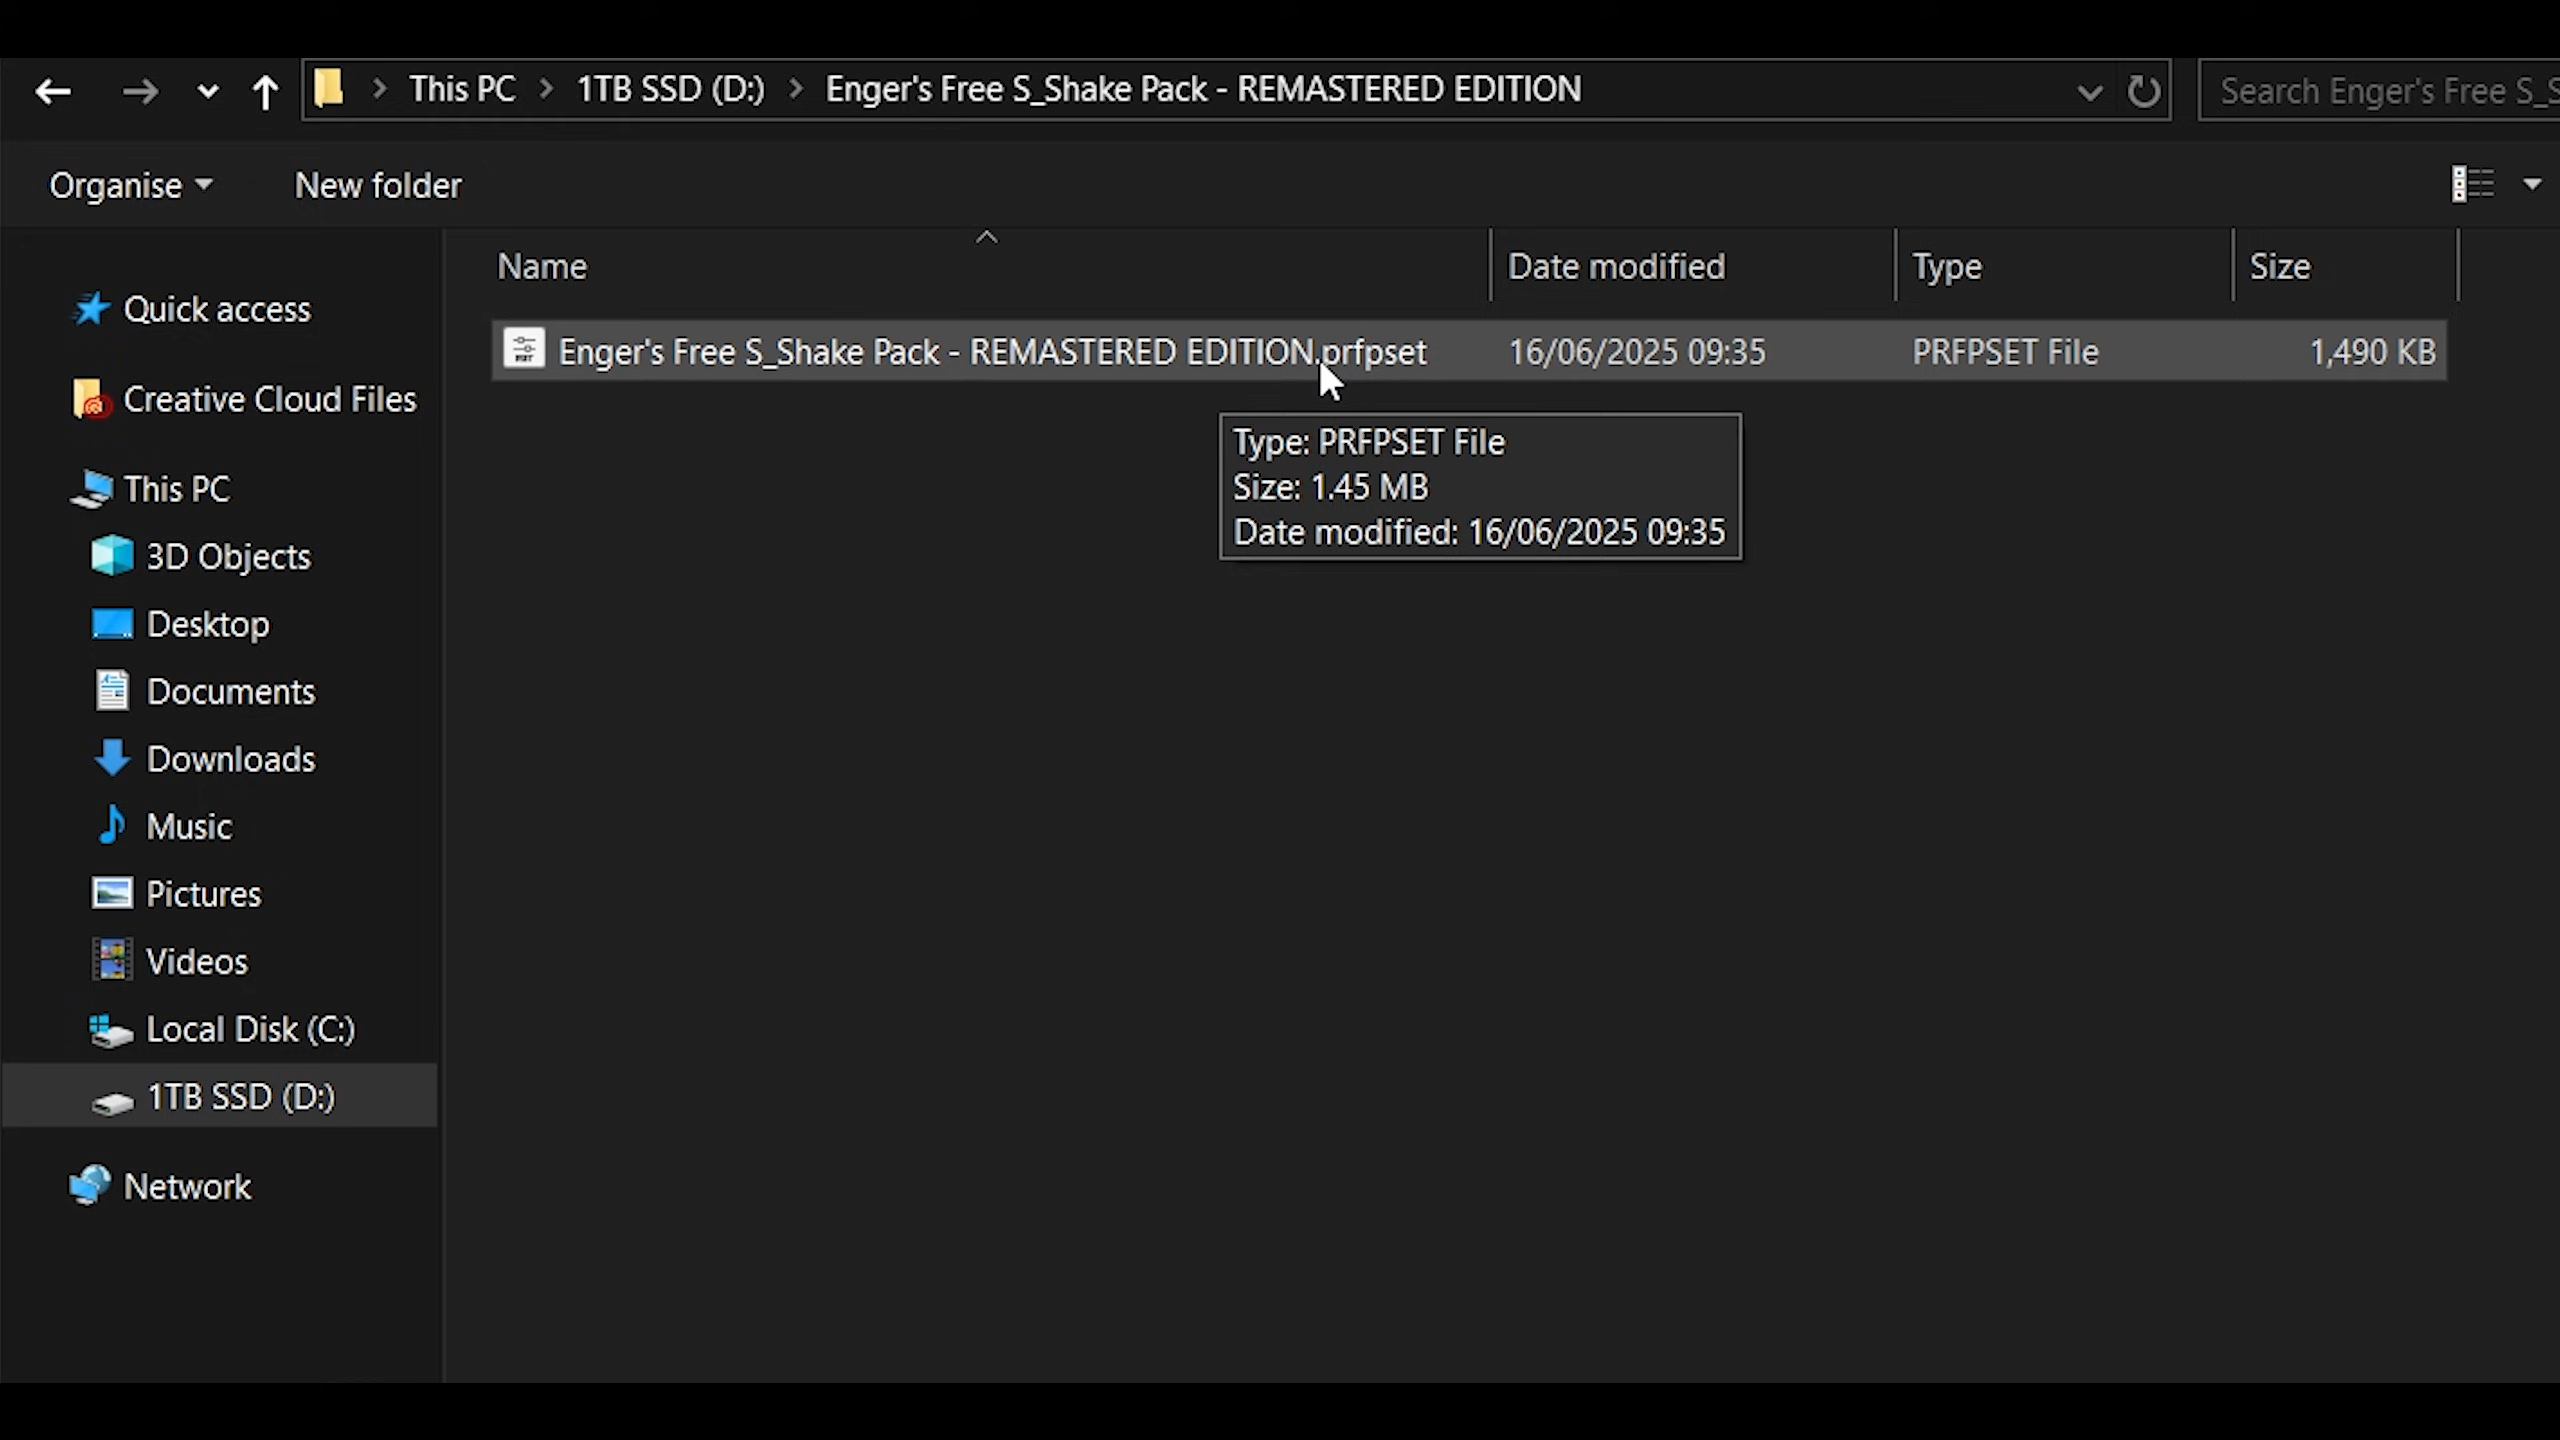 This PC > 1TB SSD (D:) > Enger's Free S_Shake Pack - REMASTERED EDITION
Search Enger's Free S_S
Organise
New folder
Name
Date modified
Type
Size
Quick access
Creative Cloud Files
This PC
3D Objects
Desktop
Documents
Downloads
Music
Pictures
Videos
Local Disk (C:)
1TB SSD (D:)
Network
Enger's Free S_Shake Pack - REMASTERED EDITION.prfpset
16/06/2025 09:35
PRFPSET File
1,490 KB
Type: PRFPSET File
Size: 1.45 MB
Date modified: 16/06/2025 09:35